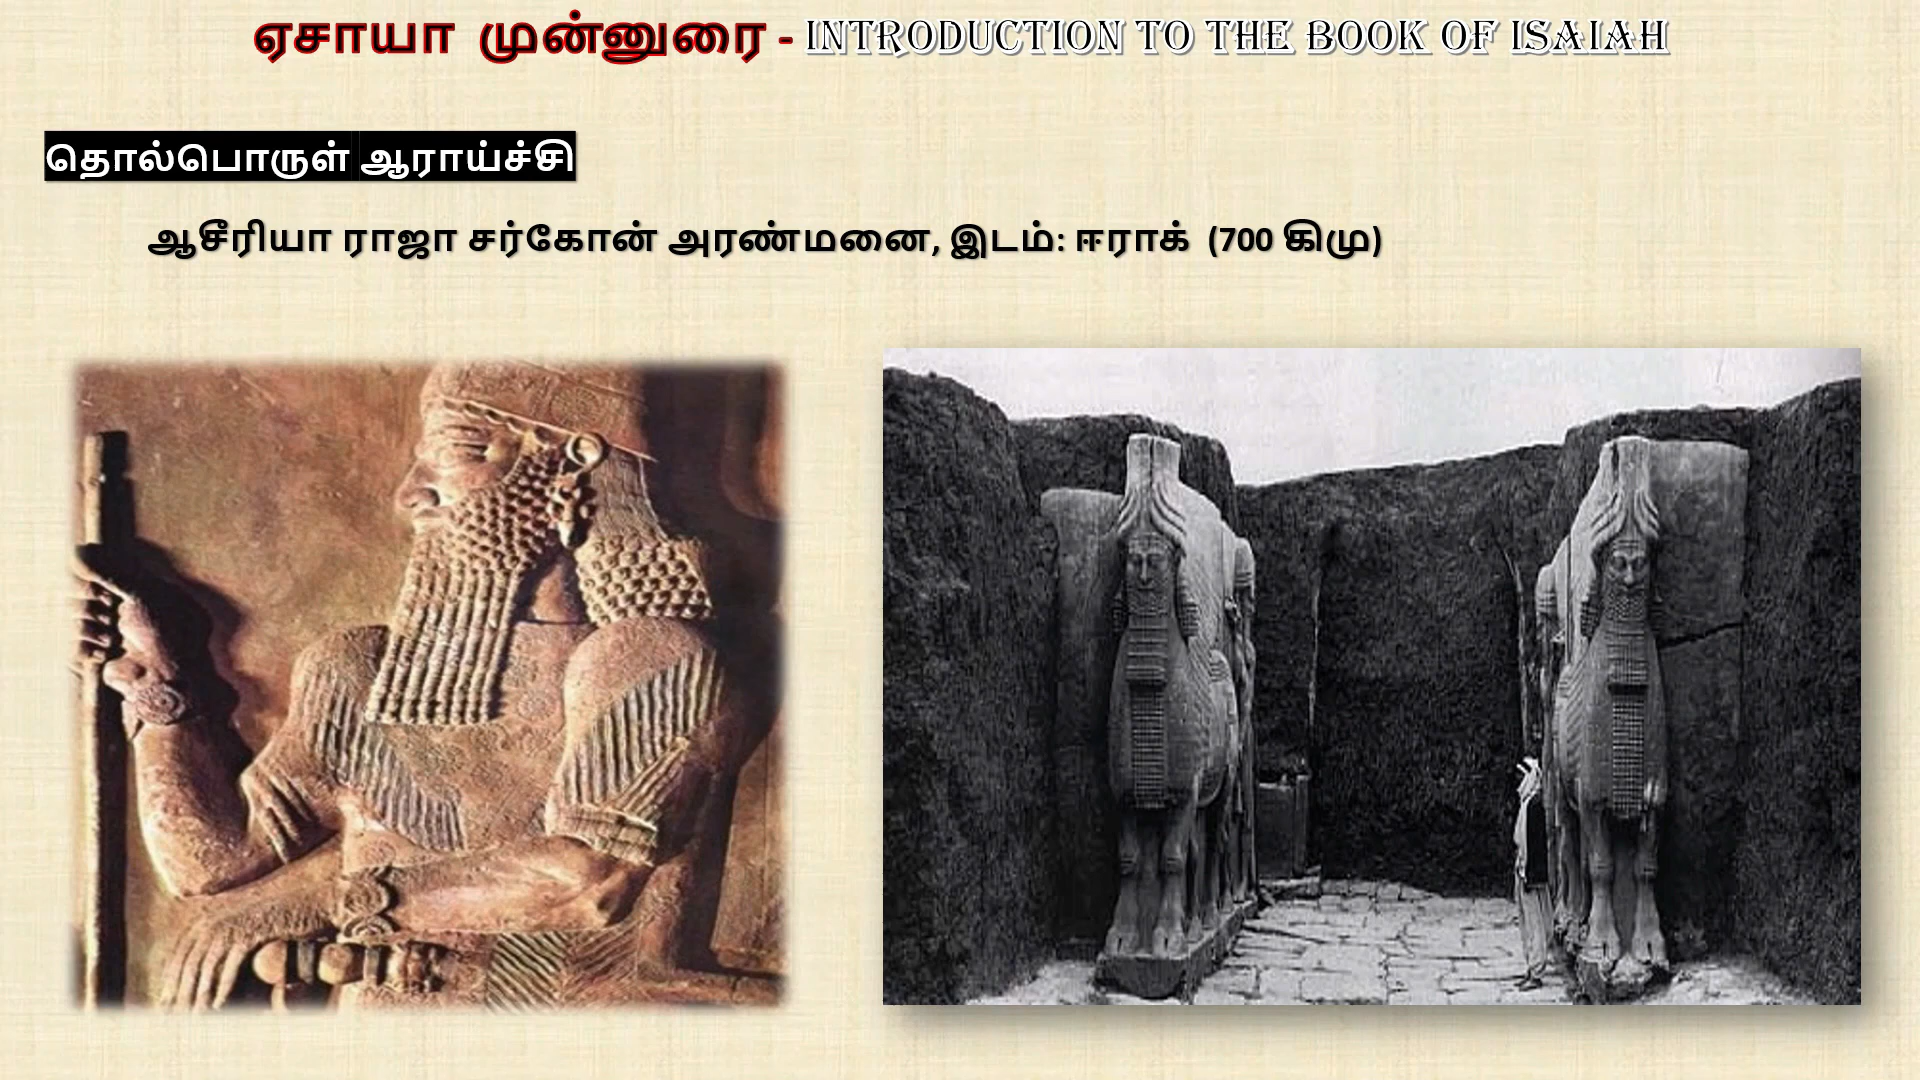 ஏசாயா முன்னுரை - INTRODUCTION TO THE BOOK OF ISAIAH
தொல்பொருள் ஆராய்ச்சி
ஆசீரியா ராஜா சர்கோன் அரண்மனை, இடம்: ஈராக் (700 கிமு)